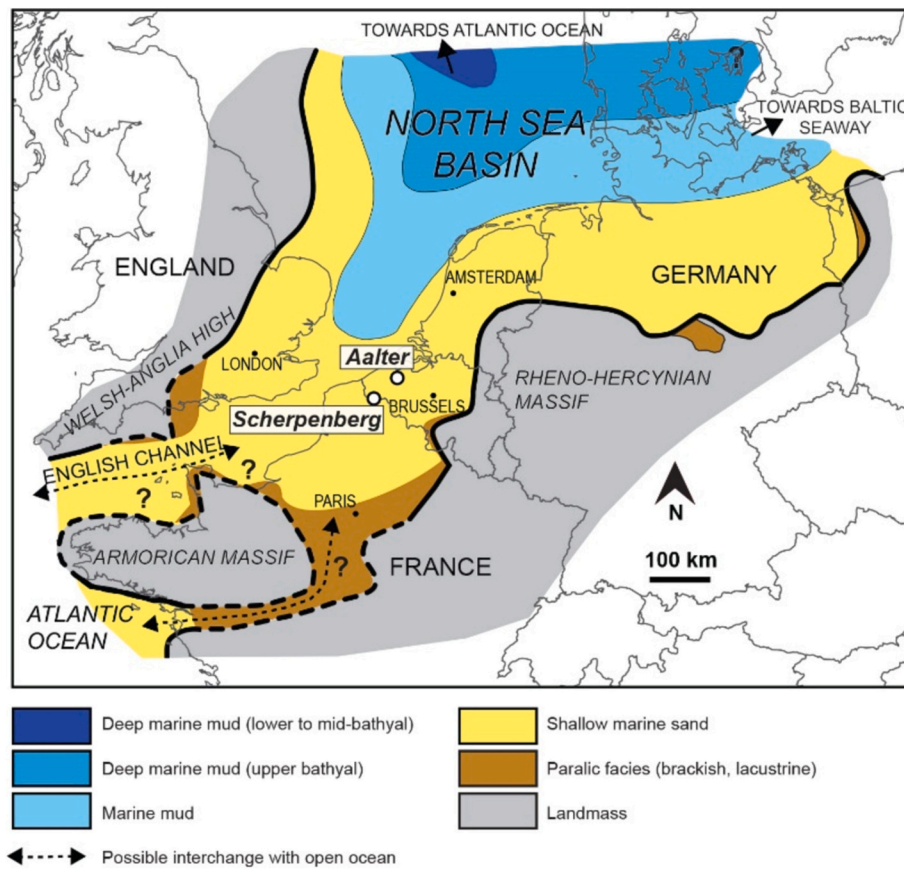 TOWARDS ATLANTIC OCEAN
NORTH SEA
BASIN
TOWARDS BALTIC
SEAWAY
ENGLAND
AMSTERDAM
GERMANY
WELSH-ANGLIA HIGH
LONDON
Aalter
BRUSSELS
Scherpenberg
RHENO-HERCYNIAN
MASSIF
ENGLISH CHANNEL
?
?
PARIS
N
ARMORICAN MASSIF
?
FRANCE
100 km
ATLANTIC
OCEAN
Deep marine mud (lower to mid-bathyal)
Shallow marine sand
Deep marine mud (upper bathyal)
Paralic facies (brackish, lacustrine)
Marine mud
Landmass
Possible interchange with open ocean